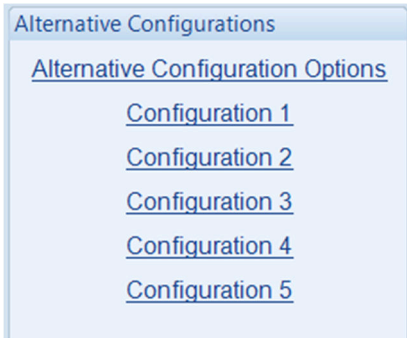 Alternative Configurations
Alternative Configuration Options
Configuration 1
Configuration 2
Configuration 3
Configuration 4
Configuration 5